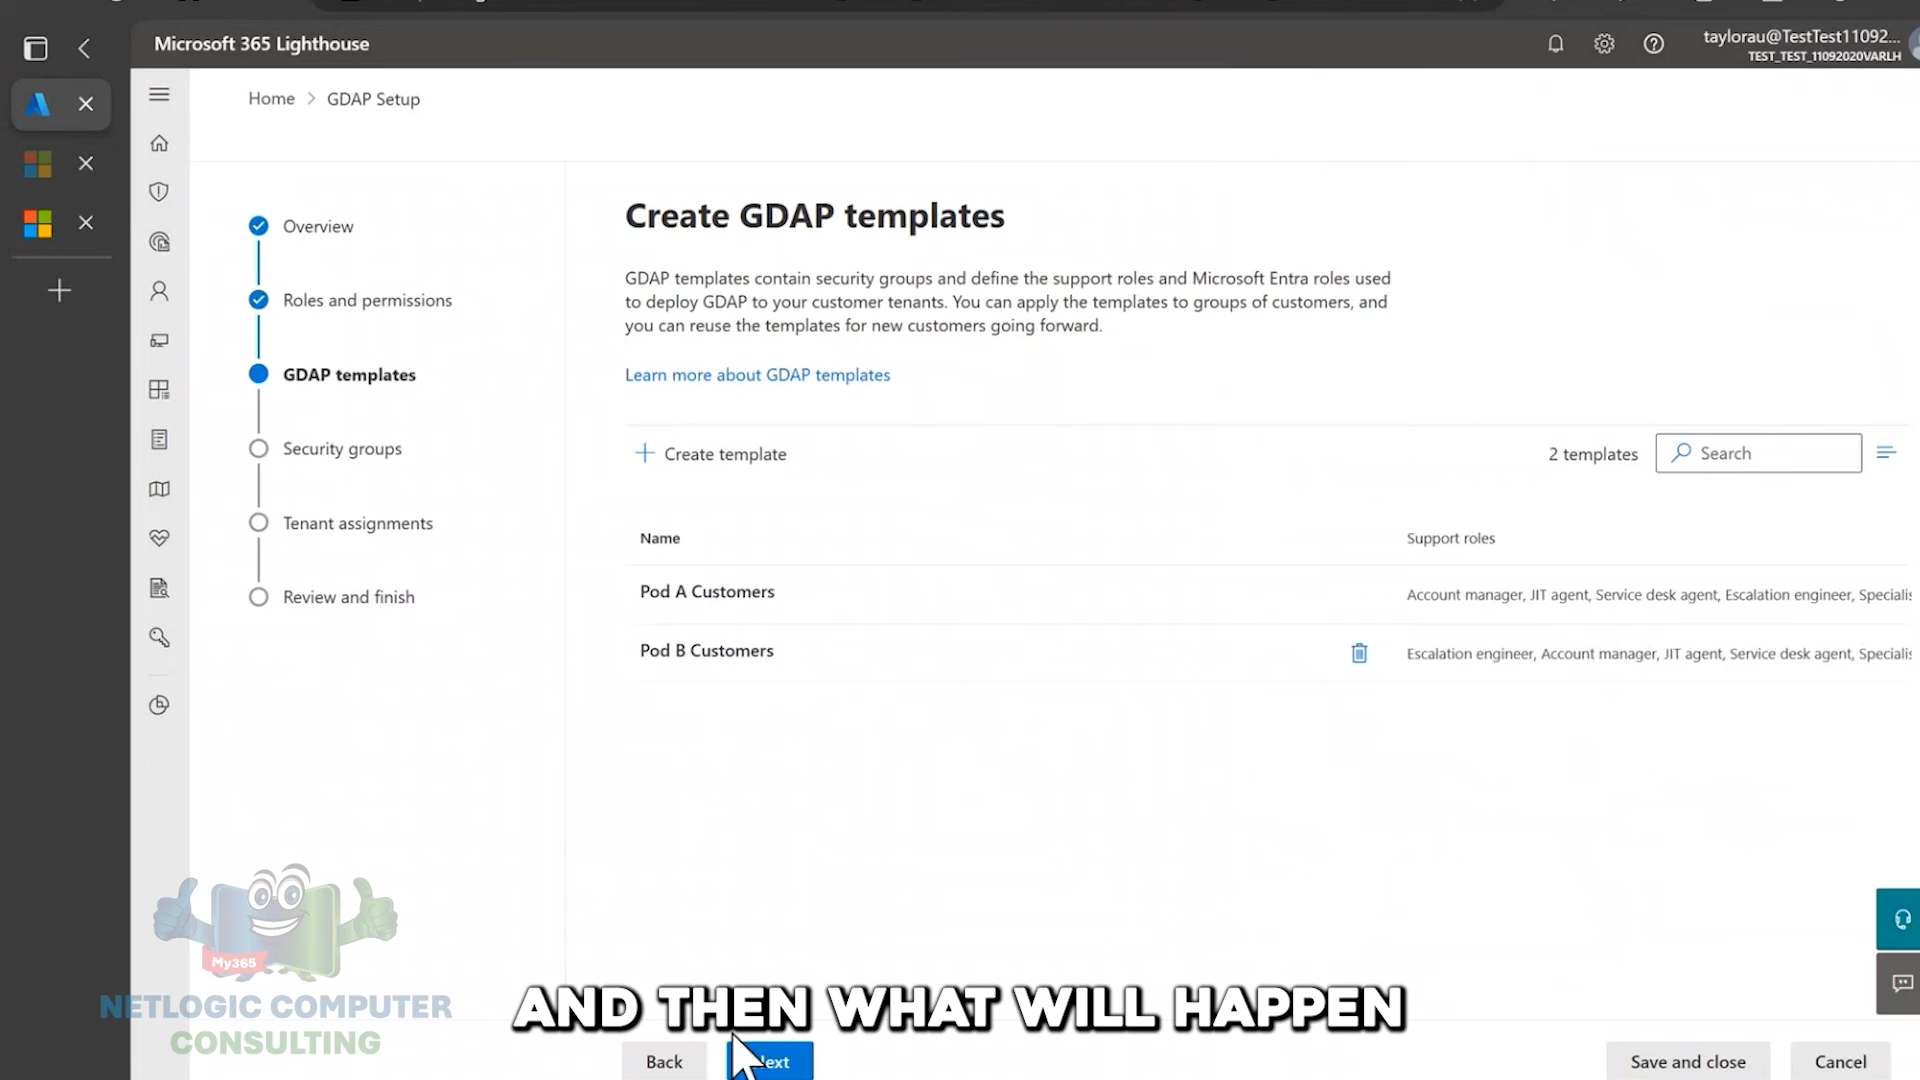 Microsoft 365 Lighthouse
taylorau@TestTest11092...
TEST_TEST_11092020VARLH
Home > GDAP Setup
Overview
Roles and permissions
GDAP templates
Security groups
Tenant assignments
Review and finish
Create GDAP templates
GDAP templates contain security groups and define the support roles and Microsoft Entra roles used
to deploy GDAP to your customer tenants. You can apply the templates to groups of customers, and
you can reuse the templates for new customers going forward.
Learn more about GDAP templates
Create template
2 templates
Search
Name
Support roles
Pod A Customers
Account manager, JIT agent, Service desk agent, Escalation engineer, Specialis
Pod B Customers
Escalation engineer, Account manager, JIT agent, Service desk agent, Specialis
My365
NETLOGIC COMPUTER
CONSULTING
AND THEN WHAT WILL HAPPEN
Back
Next
Save and close
Cancel